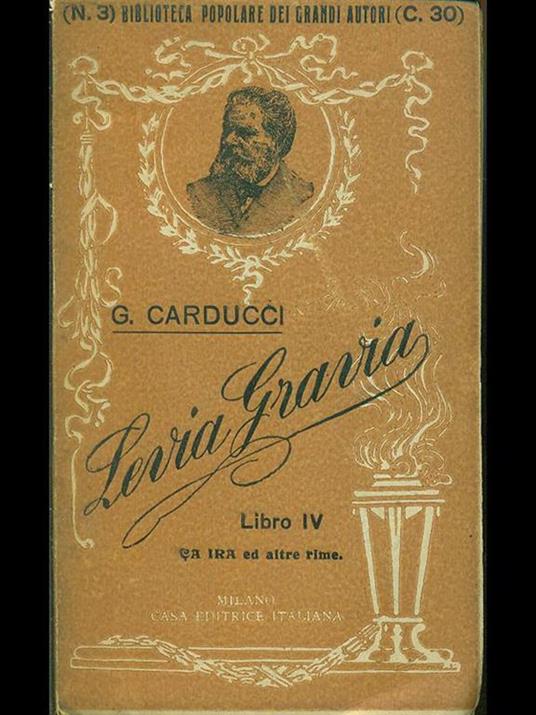 (N. 3) BIBLIOTECA POPOLARE DEI GRANDI AUTORI (C. 30)
G. CARDUCCI
Levia Gravia
Libro IV
ÇA IRA ed altre rime.
MILANO
CASA EDITRICE ITALIANA